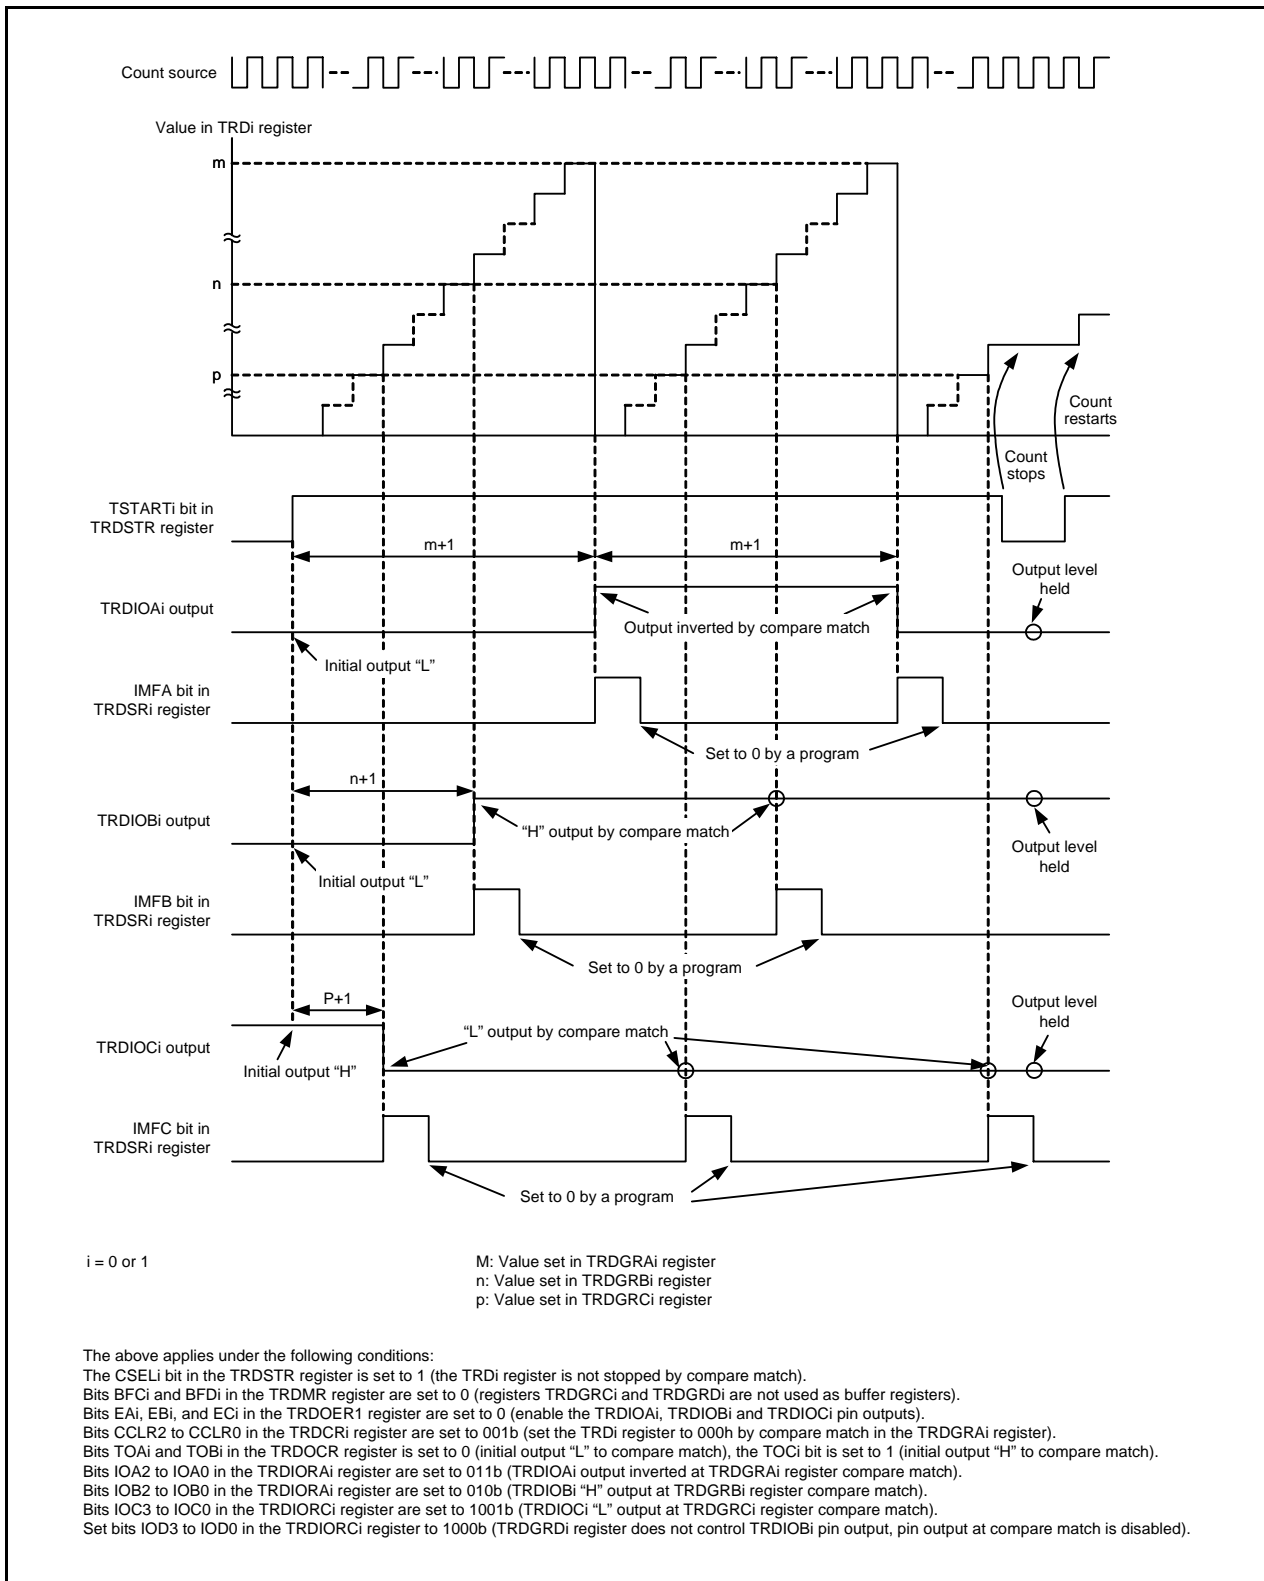 Count source
Value in TRDi register
m
n
p
Count
restarts
Count
stops
TSTARTi bit in
TRDSTR register
m+1
m+1
Output level
held
TRDIOAi output
Output inverted by compare match
Initial output “L”
IMFA bit in
TRDSRi register
Set to 0 by a program
n+1
TRDIOBi output
“H” output by compare match
Output level
held
Initial output “L”
IMFB bit in
TRDSRi register
Set to 0 by a program
P+1
Output level
held
“L” output by compare match
TRDIOCi output
Initial output “H”
IMFC bit in
TRDSRi register
Set to 0 by a program
i = 0 or 1
M: Value set in TRDGRAi register
n: Value set in TRDGRBi register
p: Value set in TRDGRCi register
The above applies under the following conditions:
The CSELi bit in the TRDSTR register is set to 1 (the TRDi register is not stopped by compare match).
Bits BFCi and BFDi in the TRDMR register are set to 0 (registers TRDGRCi and TRDGRDi are not used as buffer registers).
Bits EAi, EBi, and ECi in the TRDOER1 register are set to 0 (enable the TRDIOAi, TRDIOBi and TRDIOCi pin outputs).
Bits CCLR2 to CCLR0 in the TRDCRi register are set to 001b (set the TRDi register to 000h by compare match in the TRDGRAi register).
Bits TOAi and TOBi in the TRDOCR register is set to 0 (initial output “L” to compare match), the TOCi bit is set to 1 (initial output “H” to compare match).
Bits IOA2 to IOA0 in the TRDIORAi register are set to 011b (TRDIOAi output inverted at TRDGRAi register compare match).
Bits IOB2 to IOB0 in the TRDIORAi register are set to 010b (TRDIOBi “H” output at TRDGRBi register compare match).
Bits IOC3 to IOC0 in the TRDIORCi register are set to 1001b (TRDIOCi “L” output at TRDGRCi register compare match).
Set bits IOD3 to IOD0 in the TRDIORCi register to 1000b (TRDGRDi register does not control TRDIOBi pin output, pin output at compare match is disabled).